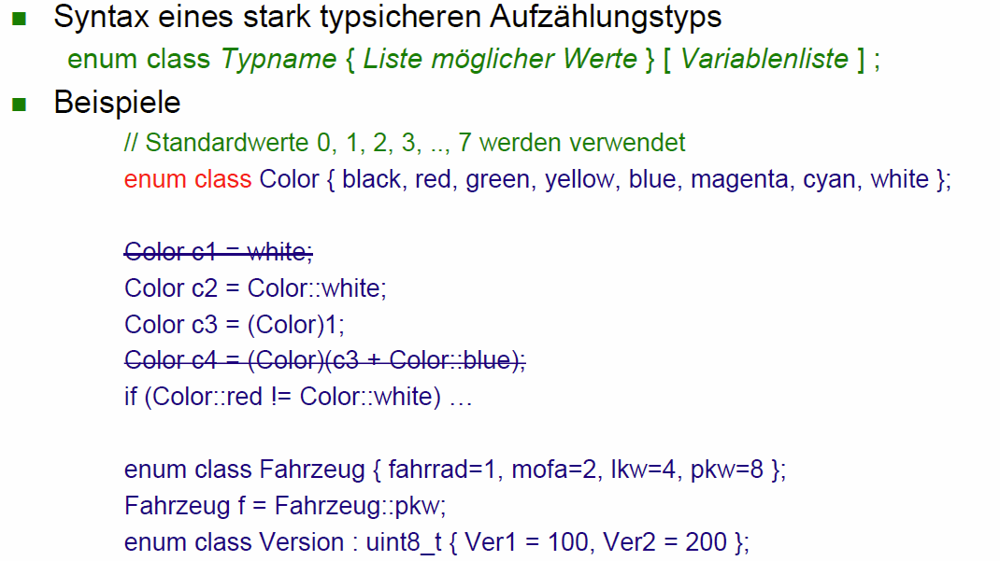 Syntax eines stark typsicheren Aufzählungstyps
enum class Typname { Liste möglicher Werte } [ Variablenliste ] ;
Beispiele
// Standardwerte 0, 1, 2, 3, .., 7 werden verwendet
enum class Color { black, red, green, yellow, blue, magenta, cyan, white };
Color c1 = white;
Color c2 = Color::white;
Color c3 = (Color)1;
Color c4 = (Color)(c3 + Color::blue);
if (Color::red != Color::white) …
enum class Fahrzeug { fahrrad=1, mofa=2, lkw=4, pkw=8 };
Fahrzeug f = Fahrzeug::pkw;
enum class Version : uint8_t { Ver1 = 100, Ver2 = 200 };